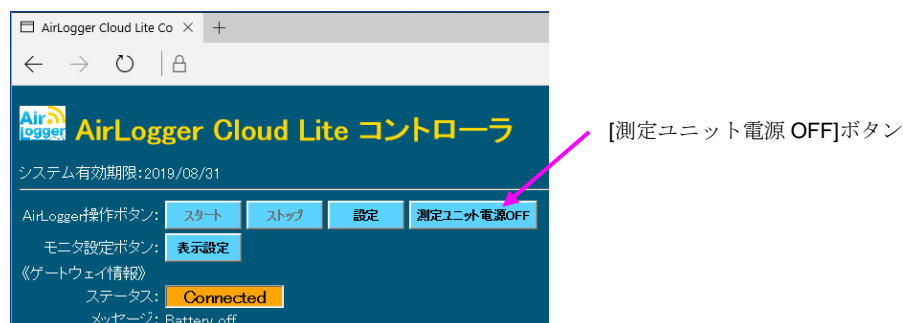 AirLogger Cloud Lite Co
Air Logger AirLogger Cloud Lite コントローラ
[測定ユニット電源 OFF]ボタン
システム有効期限:2019/08/31
AirLogger操作ボタン: スタート ストップ 設定 測定ユニット電源OFF
モニタ設定ボタン: 表示設定
《ゲートウェイ情報》
ステータス: Connected
メッセージ: Battery off